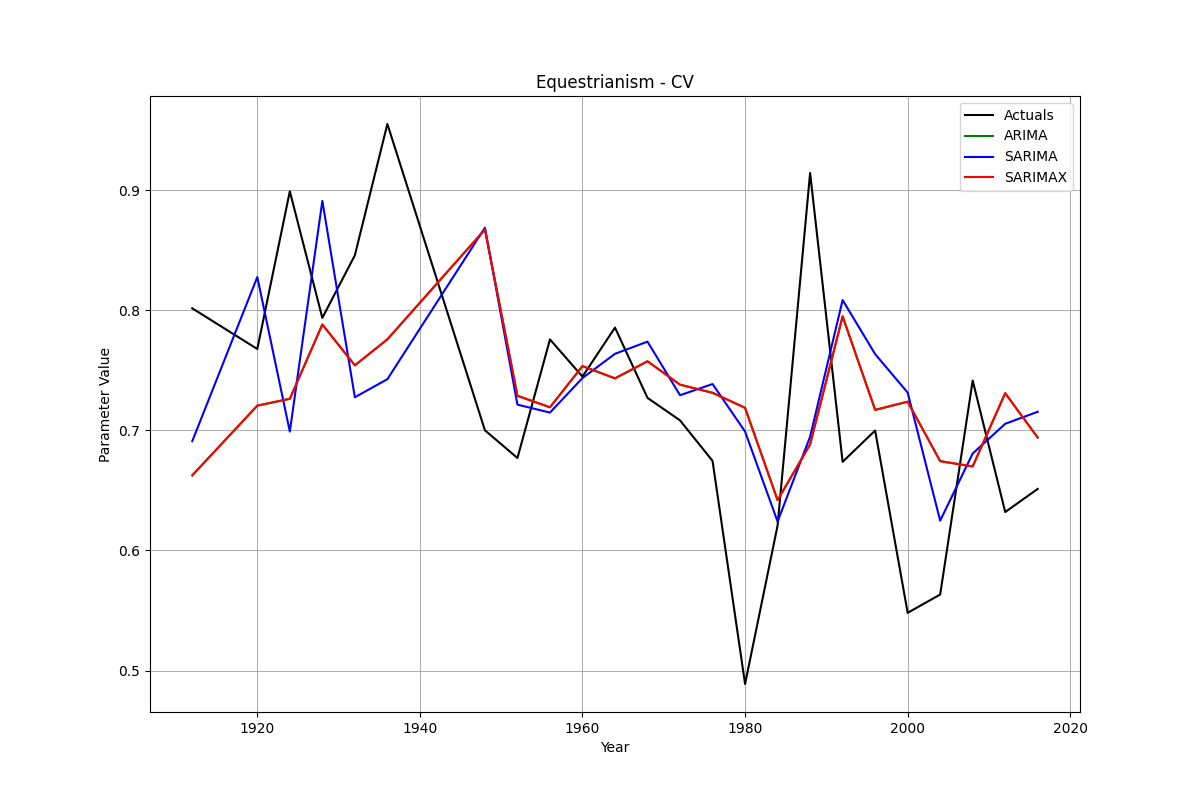 Equestrianism - CV
Actuals
ARIMA
SARIMA
SARIMAX
Parameter Value
0.9
0.8
0.7
0.6
0.5
1920 1940 1960 1980 2000 2020
Year